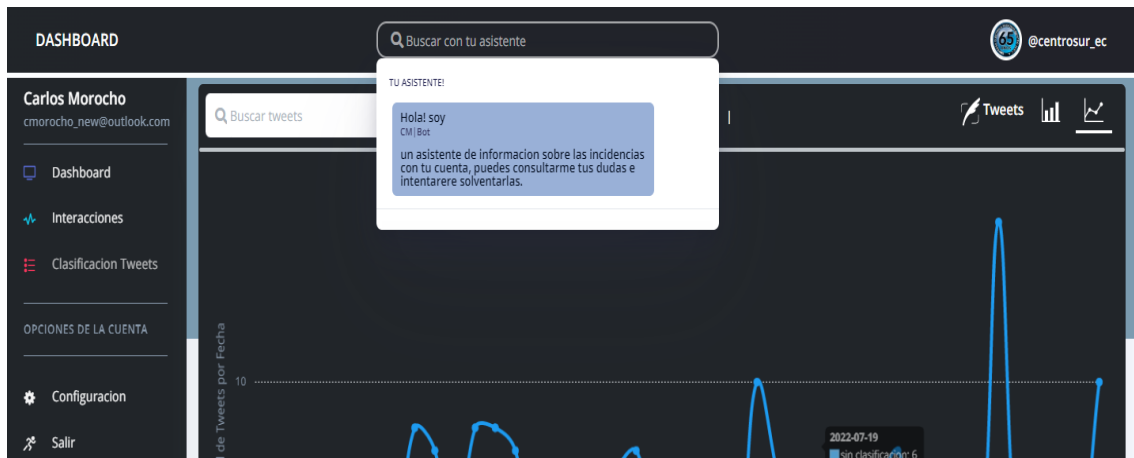 DASHBOARD
Buscar con tu asistente
65
@centrosur_ec
TU ASISTENTE!
Hola! soy
CM|Bot
un asistente de informacion sobre las incidencias
con tu cuenta, puedes consultarme tus dudas e
intentarere solventarlas.
Carlos Morocho
cmorocho_new@outlook.com
Dashboard
Interacciones
Clasificacion Tweets
OPCIONES DE LA CUENTA
Configuracion
Salir
Buscar tweets
Tweets
de Tweets por Fecha
10
2022-07-19
sin clasificacion: 6